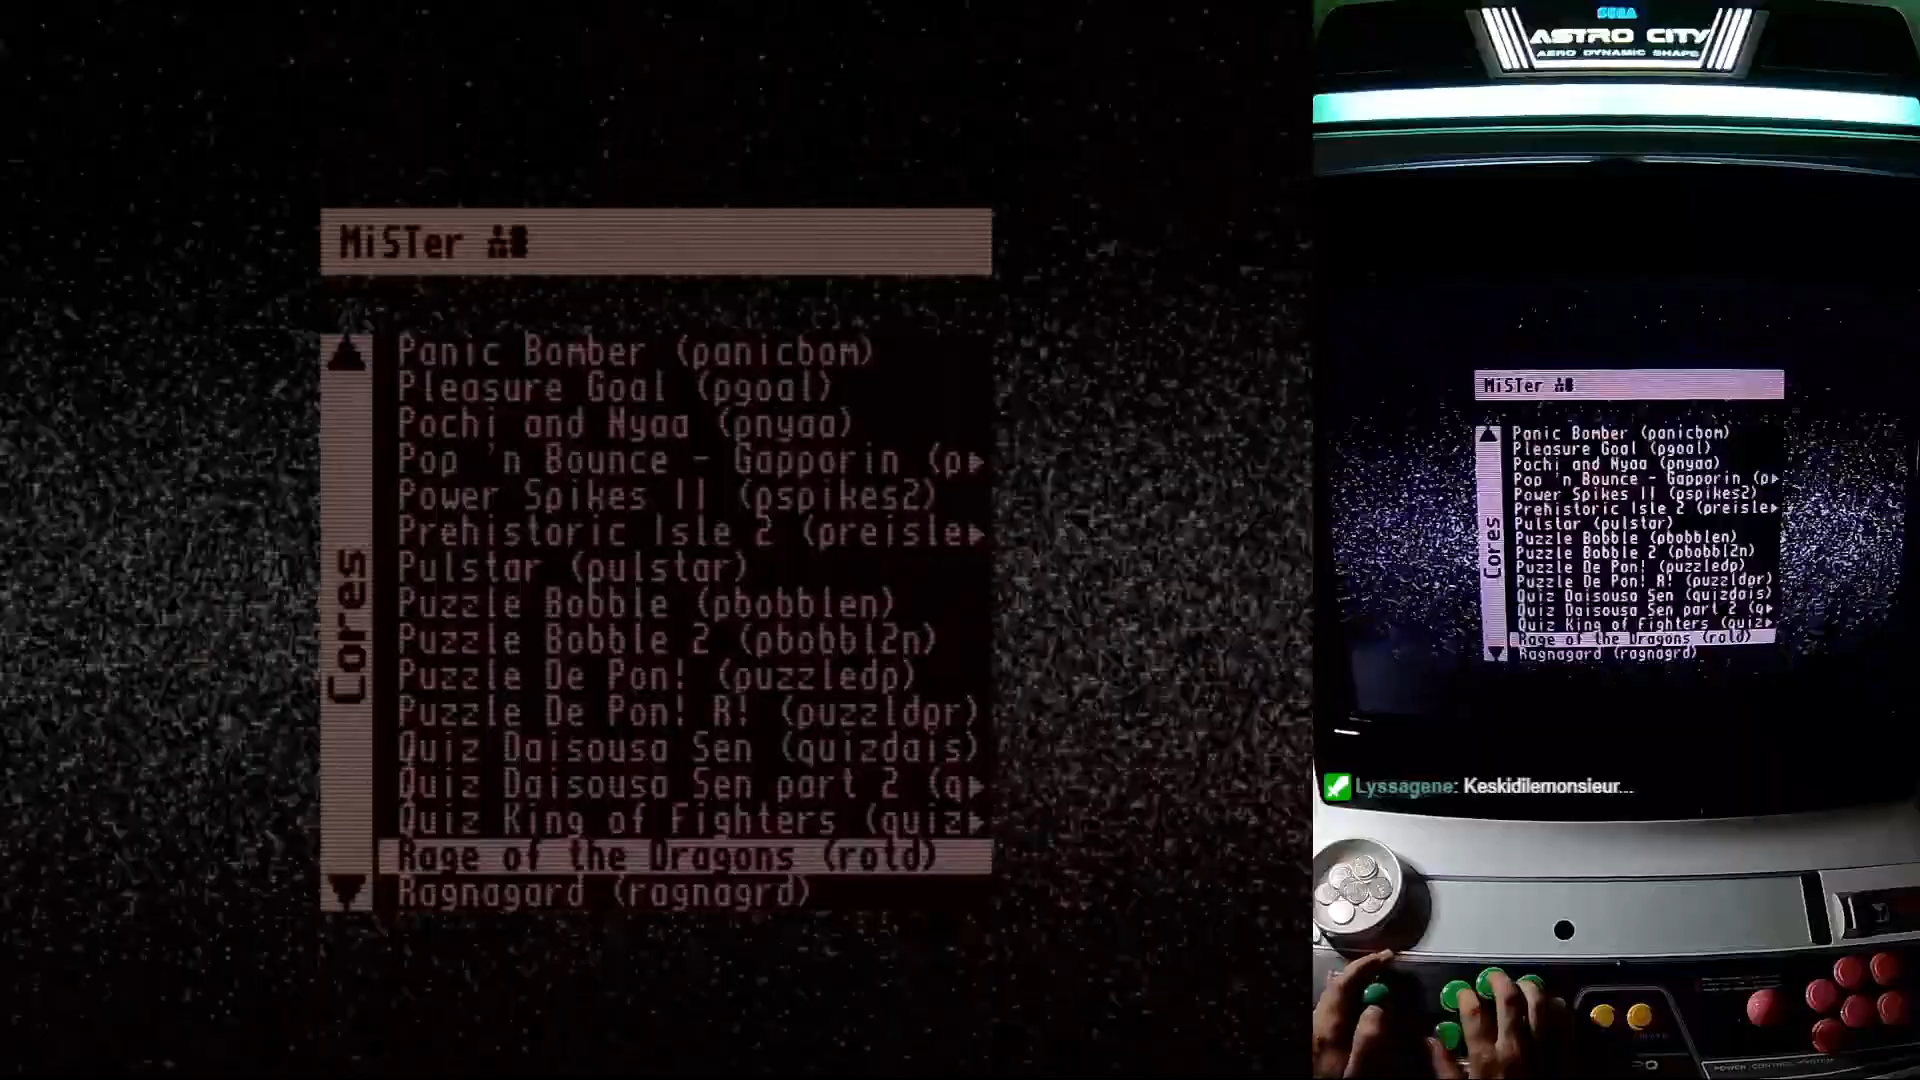 MiSTer
Cores
Panic Bomber (panicbom)
Pleasure Goal (pgoal)
Pochi and Nyaa (pnyaa)
Pop 'n Bounce - Gapporin (p
Power Spikes II (pspikes2)
Prehistoric Isle 2 (preisle
Pulstar (pulstar)
Puzzle Bobble (pbobblen)
Puzzle Bobble 2 (pbobbl2n)
Puzzle De Pon! (puzzledp)
Puzzle De Pon! R! (puzzldpr)
Quiz Daisousa Sen (quizdais)
Quiz Daisousa Sen part 2 (q
Quiz King of Fighters (quiz
Rage of the Dragons (rotd)
Ragnagard (ragnagrd)
SEGA
ASTRO CITY
AERO DYNAMIC SHAPE
MiSTer
Cores
Panic Bomber (panicbom)
Pleasure Goal (pgoal)
Pochi and Nyaa (pnyaa)
Pop 'n Bounce - Gapporin (p
Power Spikes II (pspikes2)
Prehistoric Isle 2 (preisle
Pulstar (pulstar)
Puzzle Bobble (pbobblen)
Puzzle Bobble 2 (pbobbl2n)
Puzzle De Pon! (puzzledp)
Puzzle De Pon! R! (puzzldpr)
Quiz Daisousa Sen (quizdais)
Quiz Daisousa Sen part 2 (q
Quiz King of Fighters (quiz
Rage of the Dragons (rotd)
Ragnagard (ragnagrd)
Lyssagene: Keskidilemonsieur...